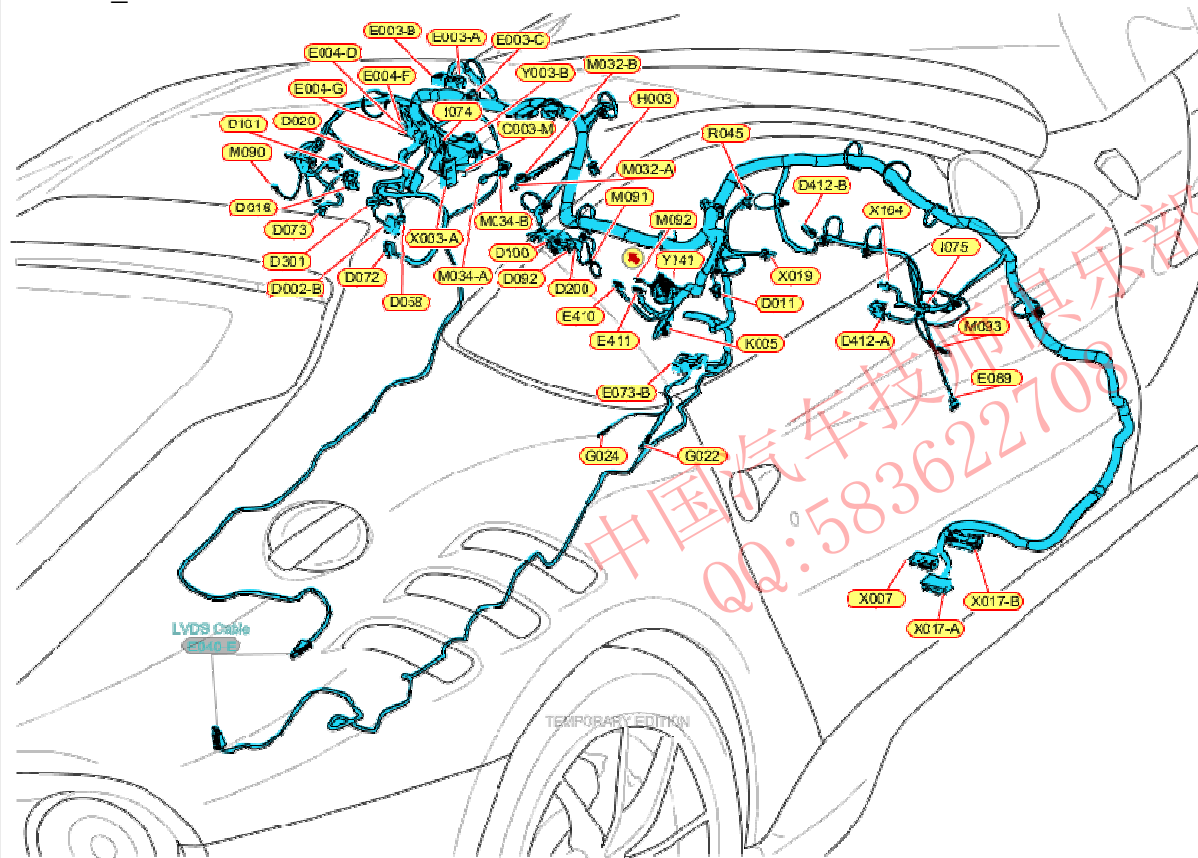 E003-B
E003-A
E003-C
E004-D
M032-B
E004-F
Y003-B
E004-G
H003
I074
D101
D020
C003-M
R045
M090
M032-A
D412-B
M091
D018
X164
M034-B
M092
D073
X003-A
I075
D301
D100
Y141
D072
M034-A
D092
X019
D002-B
D200
D068
D011
E410
M093
E411
K005
D412-A
E089
E073-B
G024
G022
中国汽车技师俱乐部
QQ:583622708
X007
X017-B
X017-A
LVDS Cable
TEMPORARY EDITION